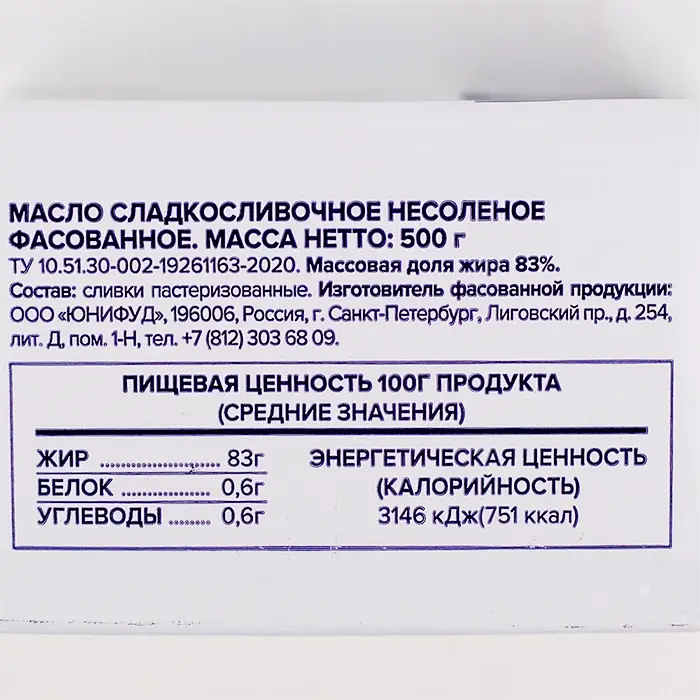 МАСЛО СЛАДКОСЛИВОЧНОЕ НЕСОЛЕНОЕ
ФАСОВАННОЕ. МАССА НЕТТО: 500 г
ТУ 10.51.30-002-19261163-2020. Массовая доля жира 83%.
Состав: сливки пастеризованные. Изготовитель фасованной продукции:
ООО «ЮНИФУД», 196006, Россия, г. Санкт-Петербург, Лиговский пр., д. 254,
лит. Д, пом. 1-Н, тел. +7 (812) 303 68 09.
ПИЩЕВАЯ ЦЕННОСТЬ 100Г ПРОДУКТА
(СРЕДНИЕ ЗНАЧЕНИЯ)
ЖИР ........................ 83г
БЕЛОК .................. 0,6г
УГЛЕВОДЫ ........ 0,6г
ЭНЕРГЕТИЧЕСКАЯ ЦЕННОСТЬ
(КАЛОРИЙНОСТЬ)
3146 кДж(751 ккал)